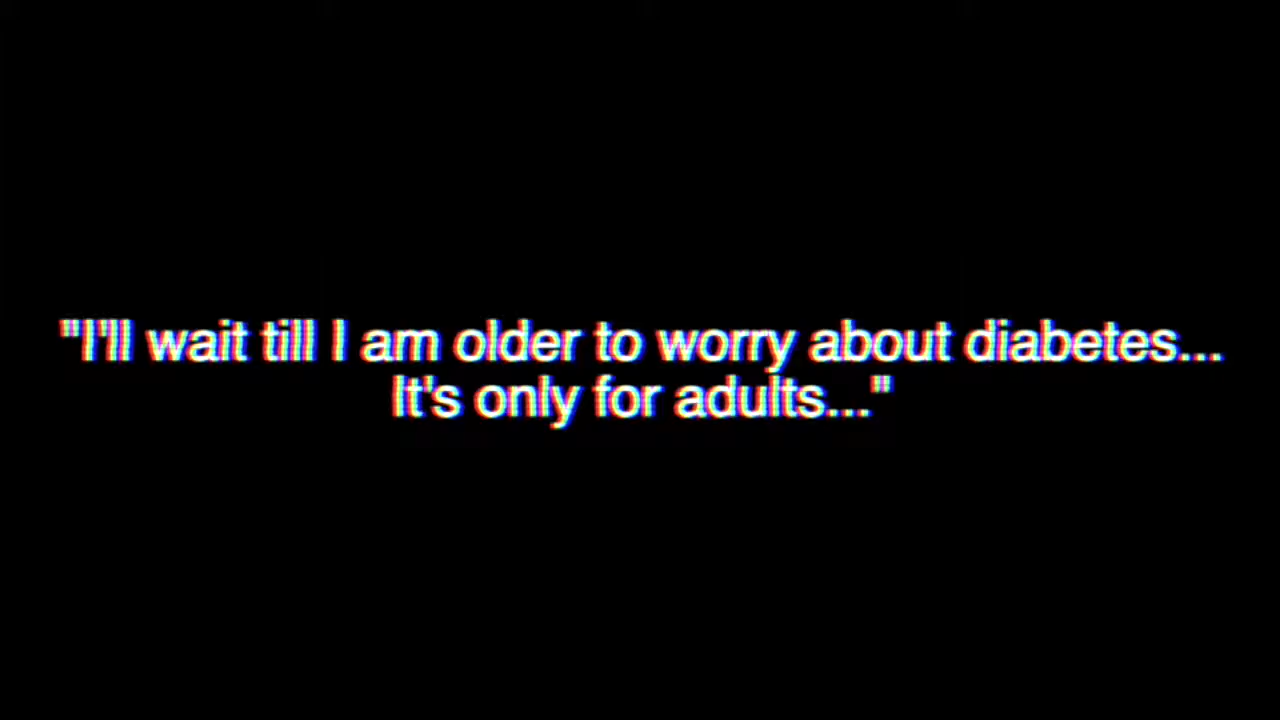 "I'll wait till I am older to worry about diabetes...
It's only for adults..."